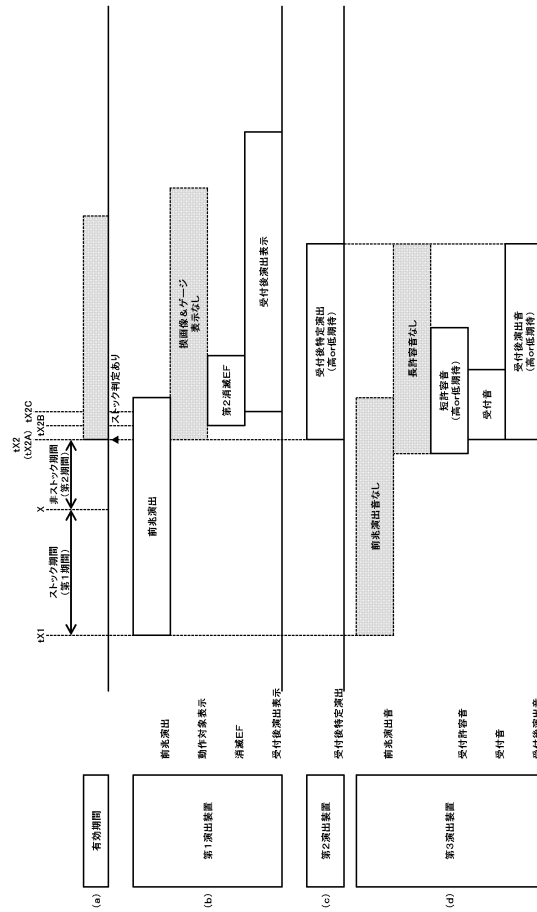 tX1
X
tX2
(tX2A)
tX2B
tX2C
ストック期間
(第1期間)
非ストック期間
(第2期間)
(a)
有効期間
ストック判定あり
(b)
第1演出装置
前兆演出
前兆演出
動作対象表示
換画像&ゲージ
表示なし
消滅EF
第2消滅EF
受付後演出表示
受付後演出表示
(c)
第2演出装置
受付後特定演出
受付後特定演出
(高or低期待)
(d)
第3演出装置
前兆演出音
前兆演出音なし
長許容音なし
受付許容音
短許容音
(高or低期待)
受付音
受付音
受付後演出音
受付後演出音
(高or低期待)